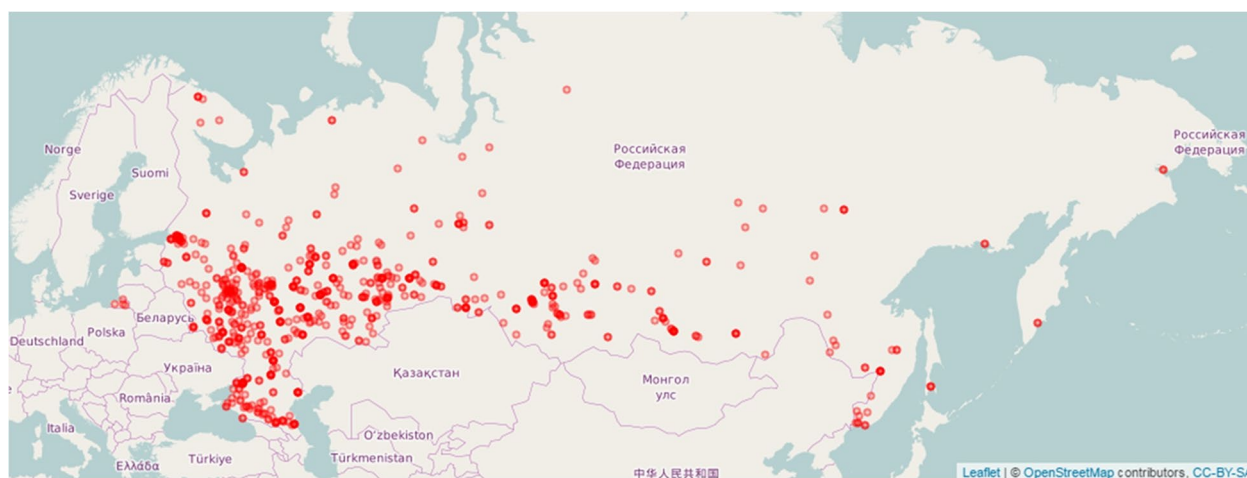 Российская
Федерация
Российская
Федерация
Norge
Suomi
Sverige
Беларусь
Polska
Deutschland
Україна
Қазақстан
Монгол
улс
România
Italia
Oʻzbekiston
Ελλάδα
Türkiye
Türkmenistan
中华人民共和国
Leaflet | © OpenStreetMap contributors, CC-BY-SA